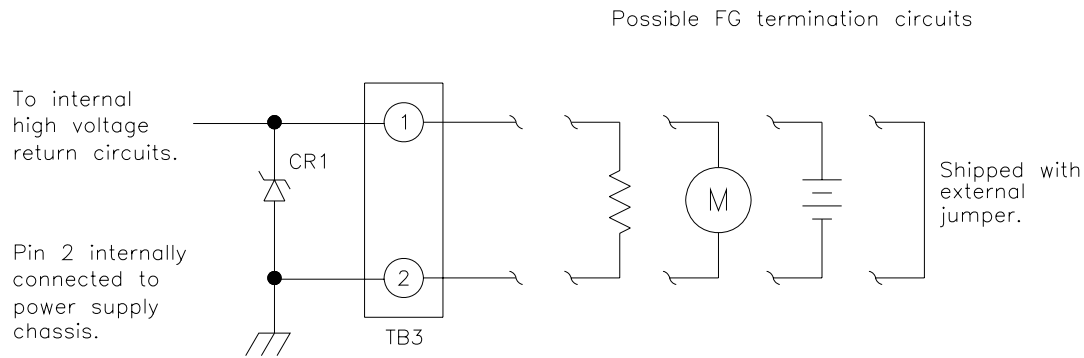 Possible FG termination circuits
To internal
high voltage
return circuits.
1
CR1
M
Shipped with
external
jumper.
Pin 2 internally
connected to
power supply
chassis.
2
TB3